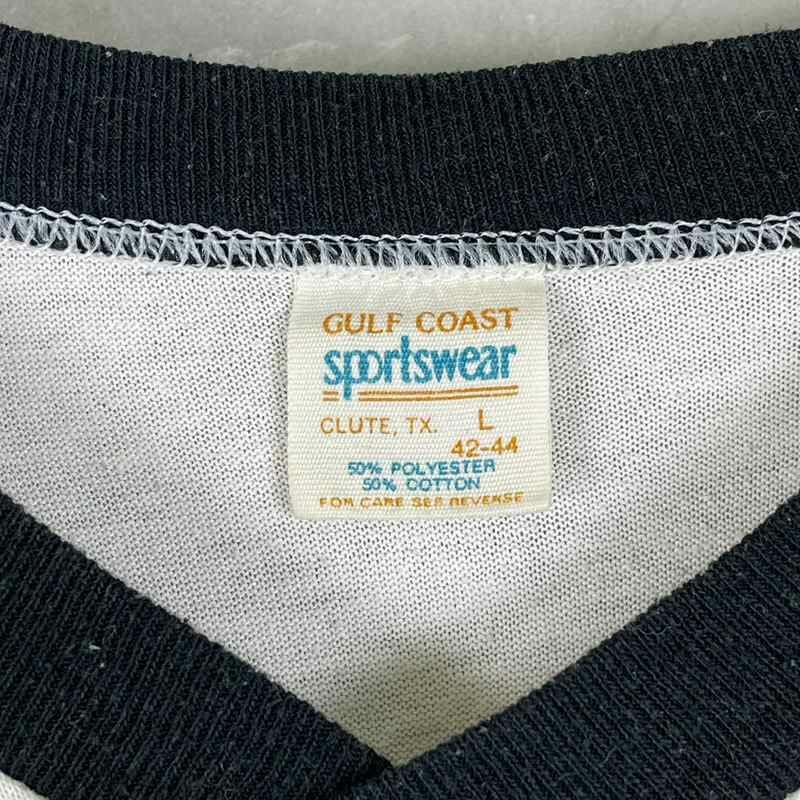 GULF COAST
sportswear
CLUTE, TX. L
42-44
50% POLYESTER
50% COTTON
FOR CARE SEE REVERSE